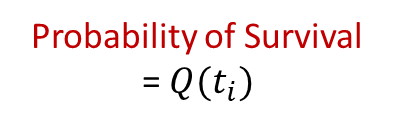 Probability of Survival
= Q(tᵢ)